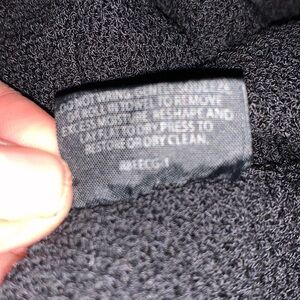 DO NOT WRING. GENTLY SQUEEZE
OR ROLL IN TOWEL TO REMOVE
EXCESS MOISTURE. RESHAPE AND
LAY FLAT TO DRY. PRESS TO
RESTORE OR DRY CLEAN.